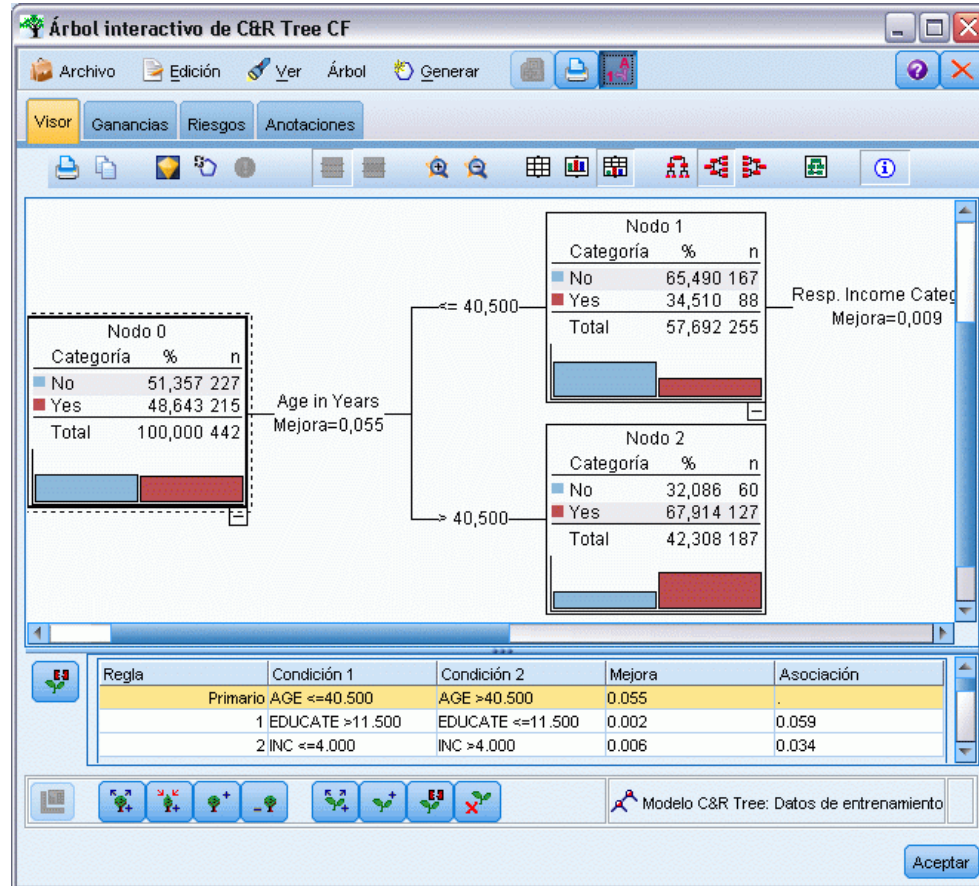 Árbol interactivo de C&R Tree CF
Archivo Edición Ver Árbol Generar
Visor Ganancias Riesgos Anotaciones
Nodo 0
Categoría % n
No 51,357 227
Yes 48,643 215
Total 100,000 442
Age in Years
Mejora=0,055
<= 40,500
Nodo 1
Categoría % n
No 65,490 167
Yes 34,510 88
Total 57,692 255
Resp. Income Categ
Mejora=0,009
> 40,500
Nodo 2
Categoría % n
No 32,086 60
Yes 67,914 127
Total 42,308 187
Regla Condición 1 Condición 2 Mejora Asociación
Primario AGE <=40.500 AGE >40.500 0.055 .
1 EDUCATE >11.500 EDUCATE <=11.500 0.002 0.059
2 INC <=4.000 INC >4.000 0.006 0.034
Modelo C&R Tree: Datos de entrenamiento
Aceptar